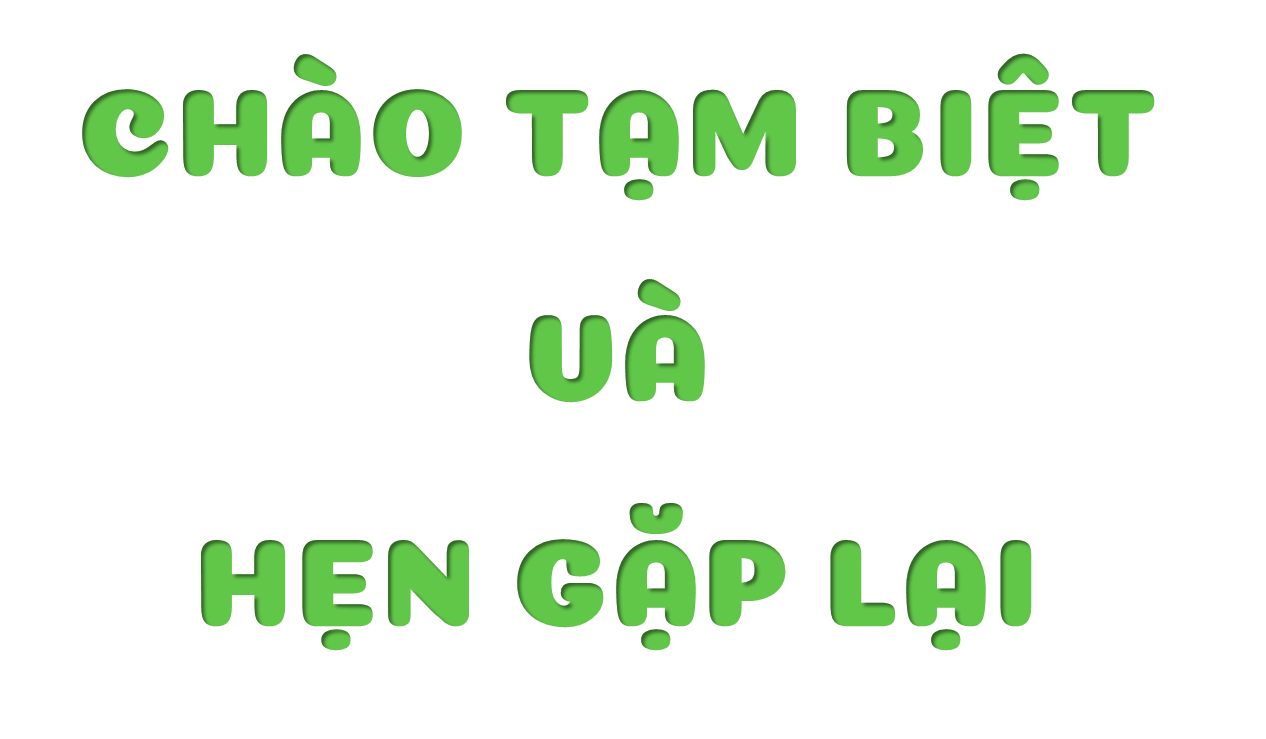 CHÀO TẠM BIỆT
UÀ
HẸN GẶP LẠI